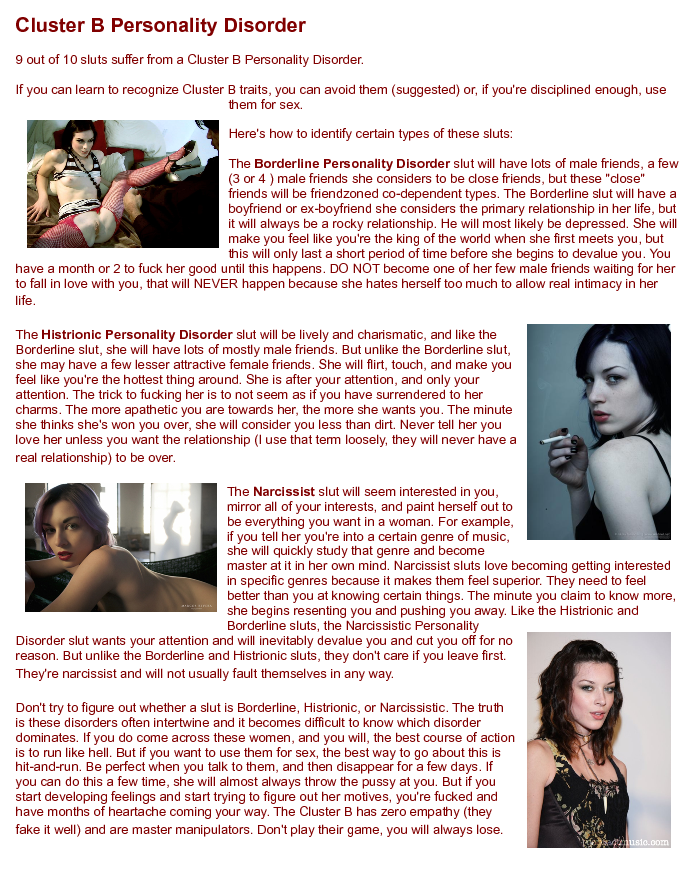 Cluster B Personality Disorder
9 out of 10 sluts suffer from a Cluster B Personality Disorder.
If you can learn to recognize Cluster B traits, you can avoid them (suggested) or, if you're disciplined enough, use
them for sex.
Here's how to identify certain types of these sluts:
The Borderline Personality Disorder slut will have lots of male friends, a few
(3 or 4 ) male friends she considers to be close friends, but these "close"
friends will be friendzoned co-dependent types. The Borderline slut will have a
boyfriend or ex-boyfriend she considers the primary relationship in her life, but
it will always be a rocky relationship. He will most likely be depressed. She will
make you feel like you're the king of the world when she first meets you, but
this will only last a short period of time before she begins to devalue you. You
have a month or 2 to fuck her good until this happens. DO NOT become one of her few male friends waiting for her
to fall in love with you, that will NEVER happen because she hates herself too much to allow real intimacy in her
life.
The Histrionic Personality Disorder slut will be lively and charismatic, and like the
Borderline slut, she will have lots of mostly male friends. But unlike the Borderline slut,
she may have a few lesser attractive female friends. She will flirt, touch, and make you
feel like you're the hottest thing around. She is after your attention, and only your
attention. The trick to fucking her is to not seem as if you have surrendered to her
charms. The more apathetic you are towards her, the more she wants you. The minute
she thinks she's won you over, she will consider you less than dirt. Never tell her you
love her unless you want the relationship (I use that term loosely, they will never have a
real relationship) to be over.
The Narcissist slut will seem interested in you,
mirror all of your interests, and paint herself out to
be everything you want in a woman. For example,
if you tell her you're into a certain genre of music,
she will quickly study that genre and become
master at it in her own mind. Narcissist sluts love becoming getting interested
in specific genres because it makes them feel superior. They need to feel
better than you at knowing certain things. The minute you claim to know more,
she begins resenting you and pushing you away. Like the Histrionic and
Borderline sluts, the Narcissistic Personality
Disorder slut wants your attention and will inevitably devalue you and cut you off for no
reason. But unlike the Borderline and Histrionic sluts, they don't care if you leave first.
They're narcissist and will not usually fault themselves in any way.
Don't try to figure out whether a slut is Borderline, Histrionic, or Narcissistic. The truth
is these disorders often intertwine and it becomes difficult to know which disorder
dominates. If you do come across these women, and you will, the best course of action
is to run like hell. But if you want to use them for sex, the best way to go about this is
hit-and-run. Be perfect when you talk to them, and then disappear for a few days. If
you can do this a few time, she will almost always throw the pussy at you. But if you
start developing feelings and start trying to figure out her motives, you're fucked and
have months of heartache coming your way. The Cluster B has zero empathy (they
fake it well) and are master manipulators. Don't play their game, you will always lose.